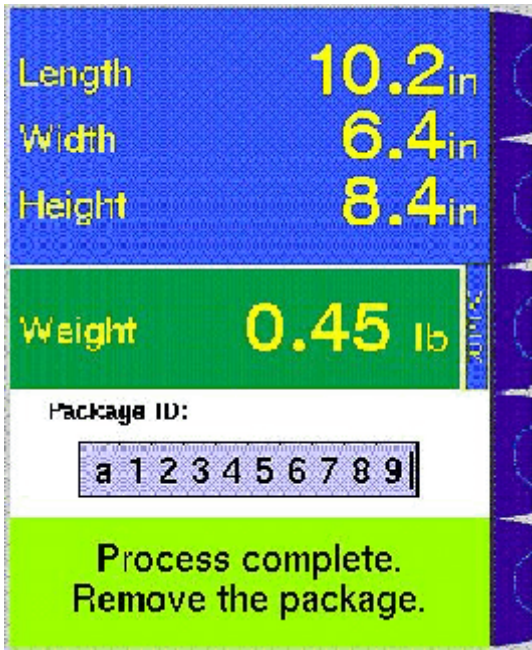 Length 10.2in
Width 6.4in
Height 8.4in
Weight 0.45 lb
Package ID:
a123456789
Process complete.
Remove the package.